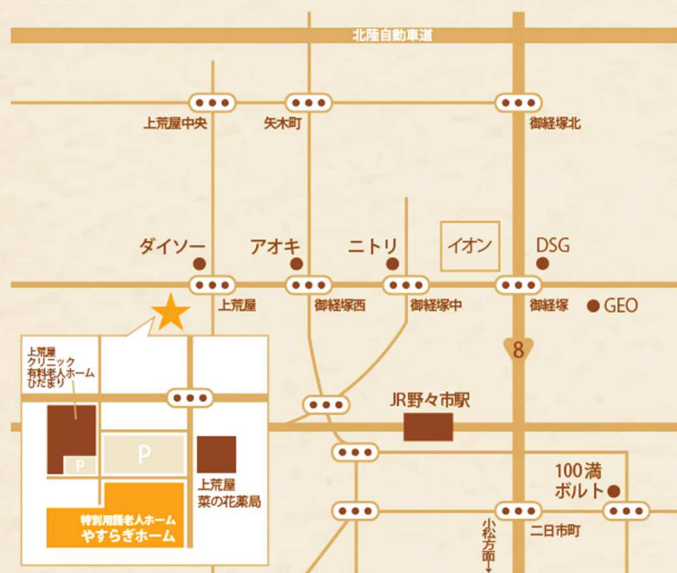 北陸自動車道
上荒屋中央
矢木町
御経塚北
ダイソー
アオキ
ニトリ
イオン
DSG
上荒屋
御経塚西
御経塚中
御経塚
GEO
8
上荒屋
クリニック
有料老人ホーム
ひだまり
JR野々市駅
P
P
上荒屋
菜の花薬局
100満
ボルト
特別用護老人ホーム
やすらぎホーム
小松方面
二日市町